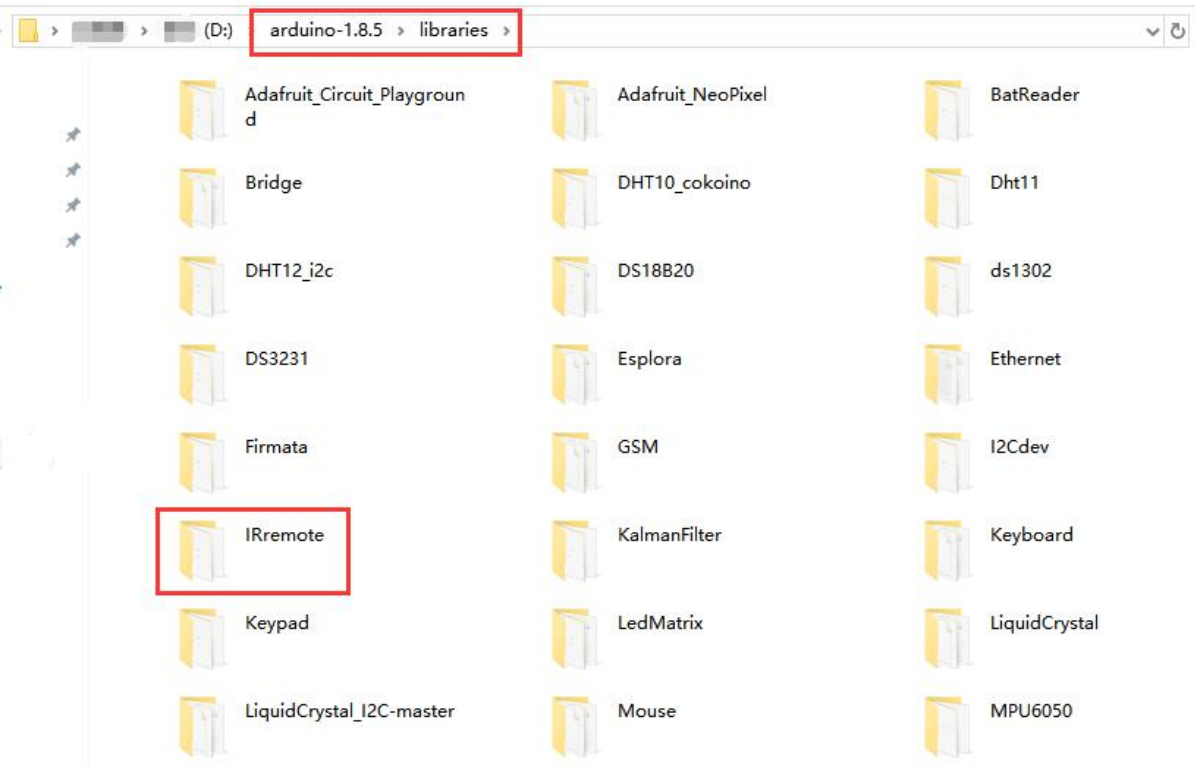 (D:) arduino-1.8.5 > libraries >
Adafruit_Circuit_Playgroun
d
Adafruit_NeoPixel
BatReader
Bridge
DHT10_cokoino
Dht11
DHT12_i2c
DS18B20
ds1302
DS3231
Esplora
Ethernet
Firmata
GSM
I2Cdev
IRremote
KalmanFilter
Keyboard
Keypad
LedMatrix
LiquidCrystal
LiquidCrystal_I2C-master
Mouse
MPU6050